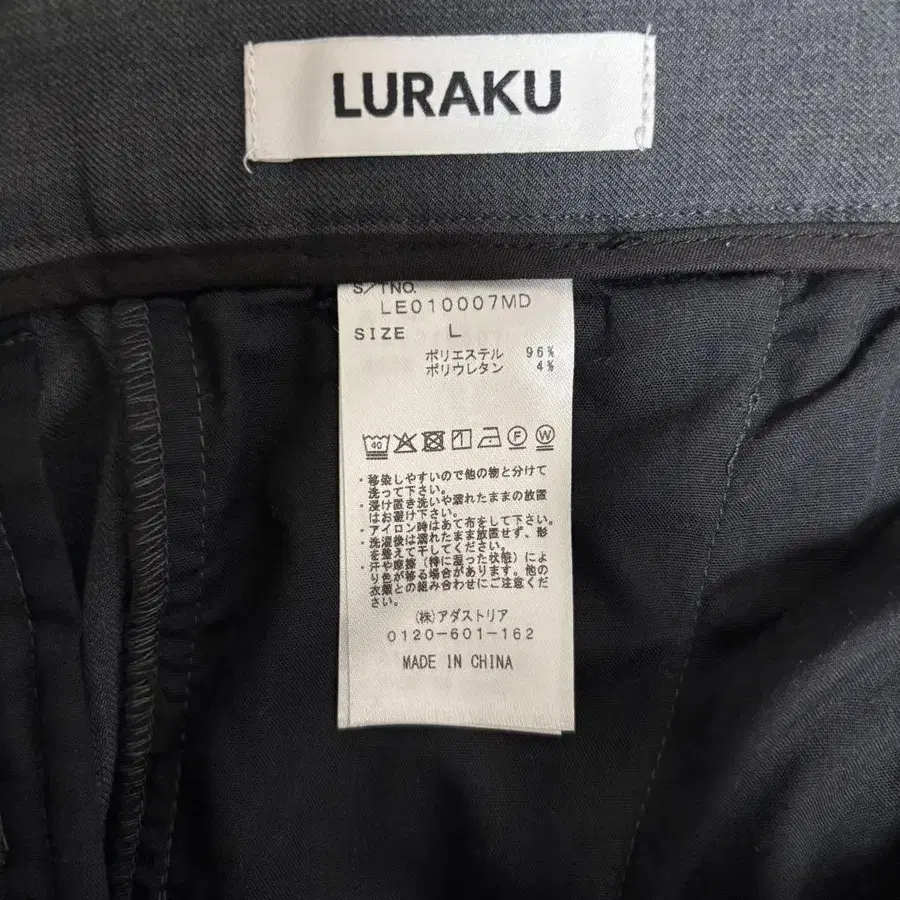 LURAKU
S/TNO.
LE010007MD
SIZE L
ポリエステル 96%
ポリウレタン 4%
40 F W
・移染しやすいので他の物と分けて
洗って下さい。
・浸け置き洗いや濡れたままの放置
はお避け下さい。
・アイロン時はあて布をして下さい。
・洗濯後は濡れたまま放置せず、形
を整えて干してください。
・汗や摩擦(特に湿った状態)によ
り色が移る場合があります。他の
衣類との組み合わせにご注意くだ
さい。
(株)アダストリア
0120-601-162
MADE IN CHINA